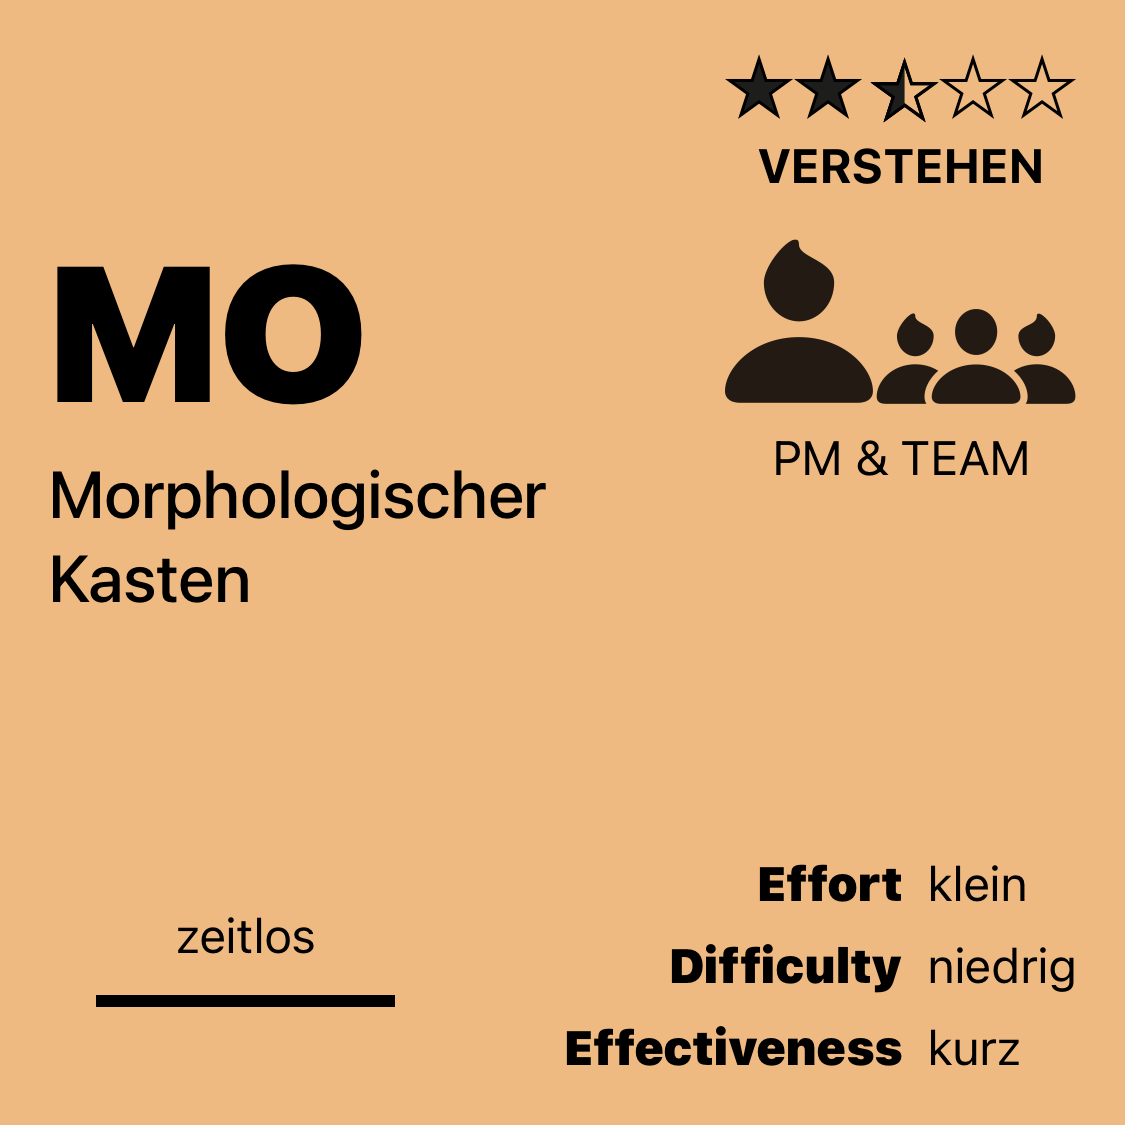 VERSTEHEN
MO
PM & TEAM
Morphologischer
Kasten
zeitlos
Effort klein
Difficulty niedrig
Effectiveness kurz